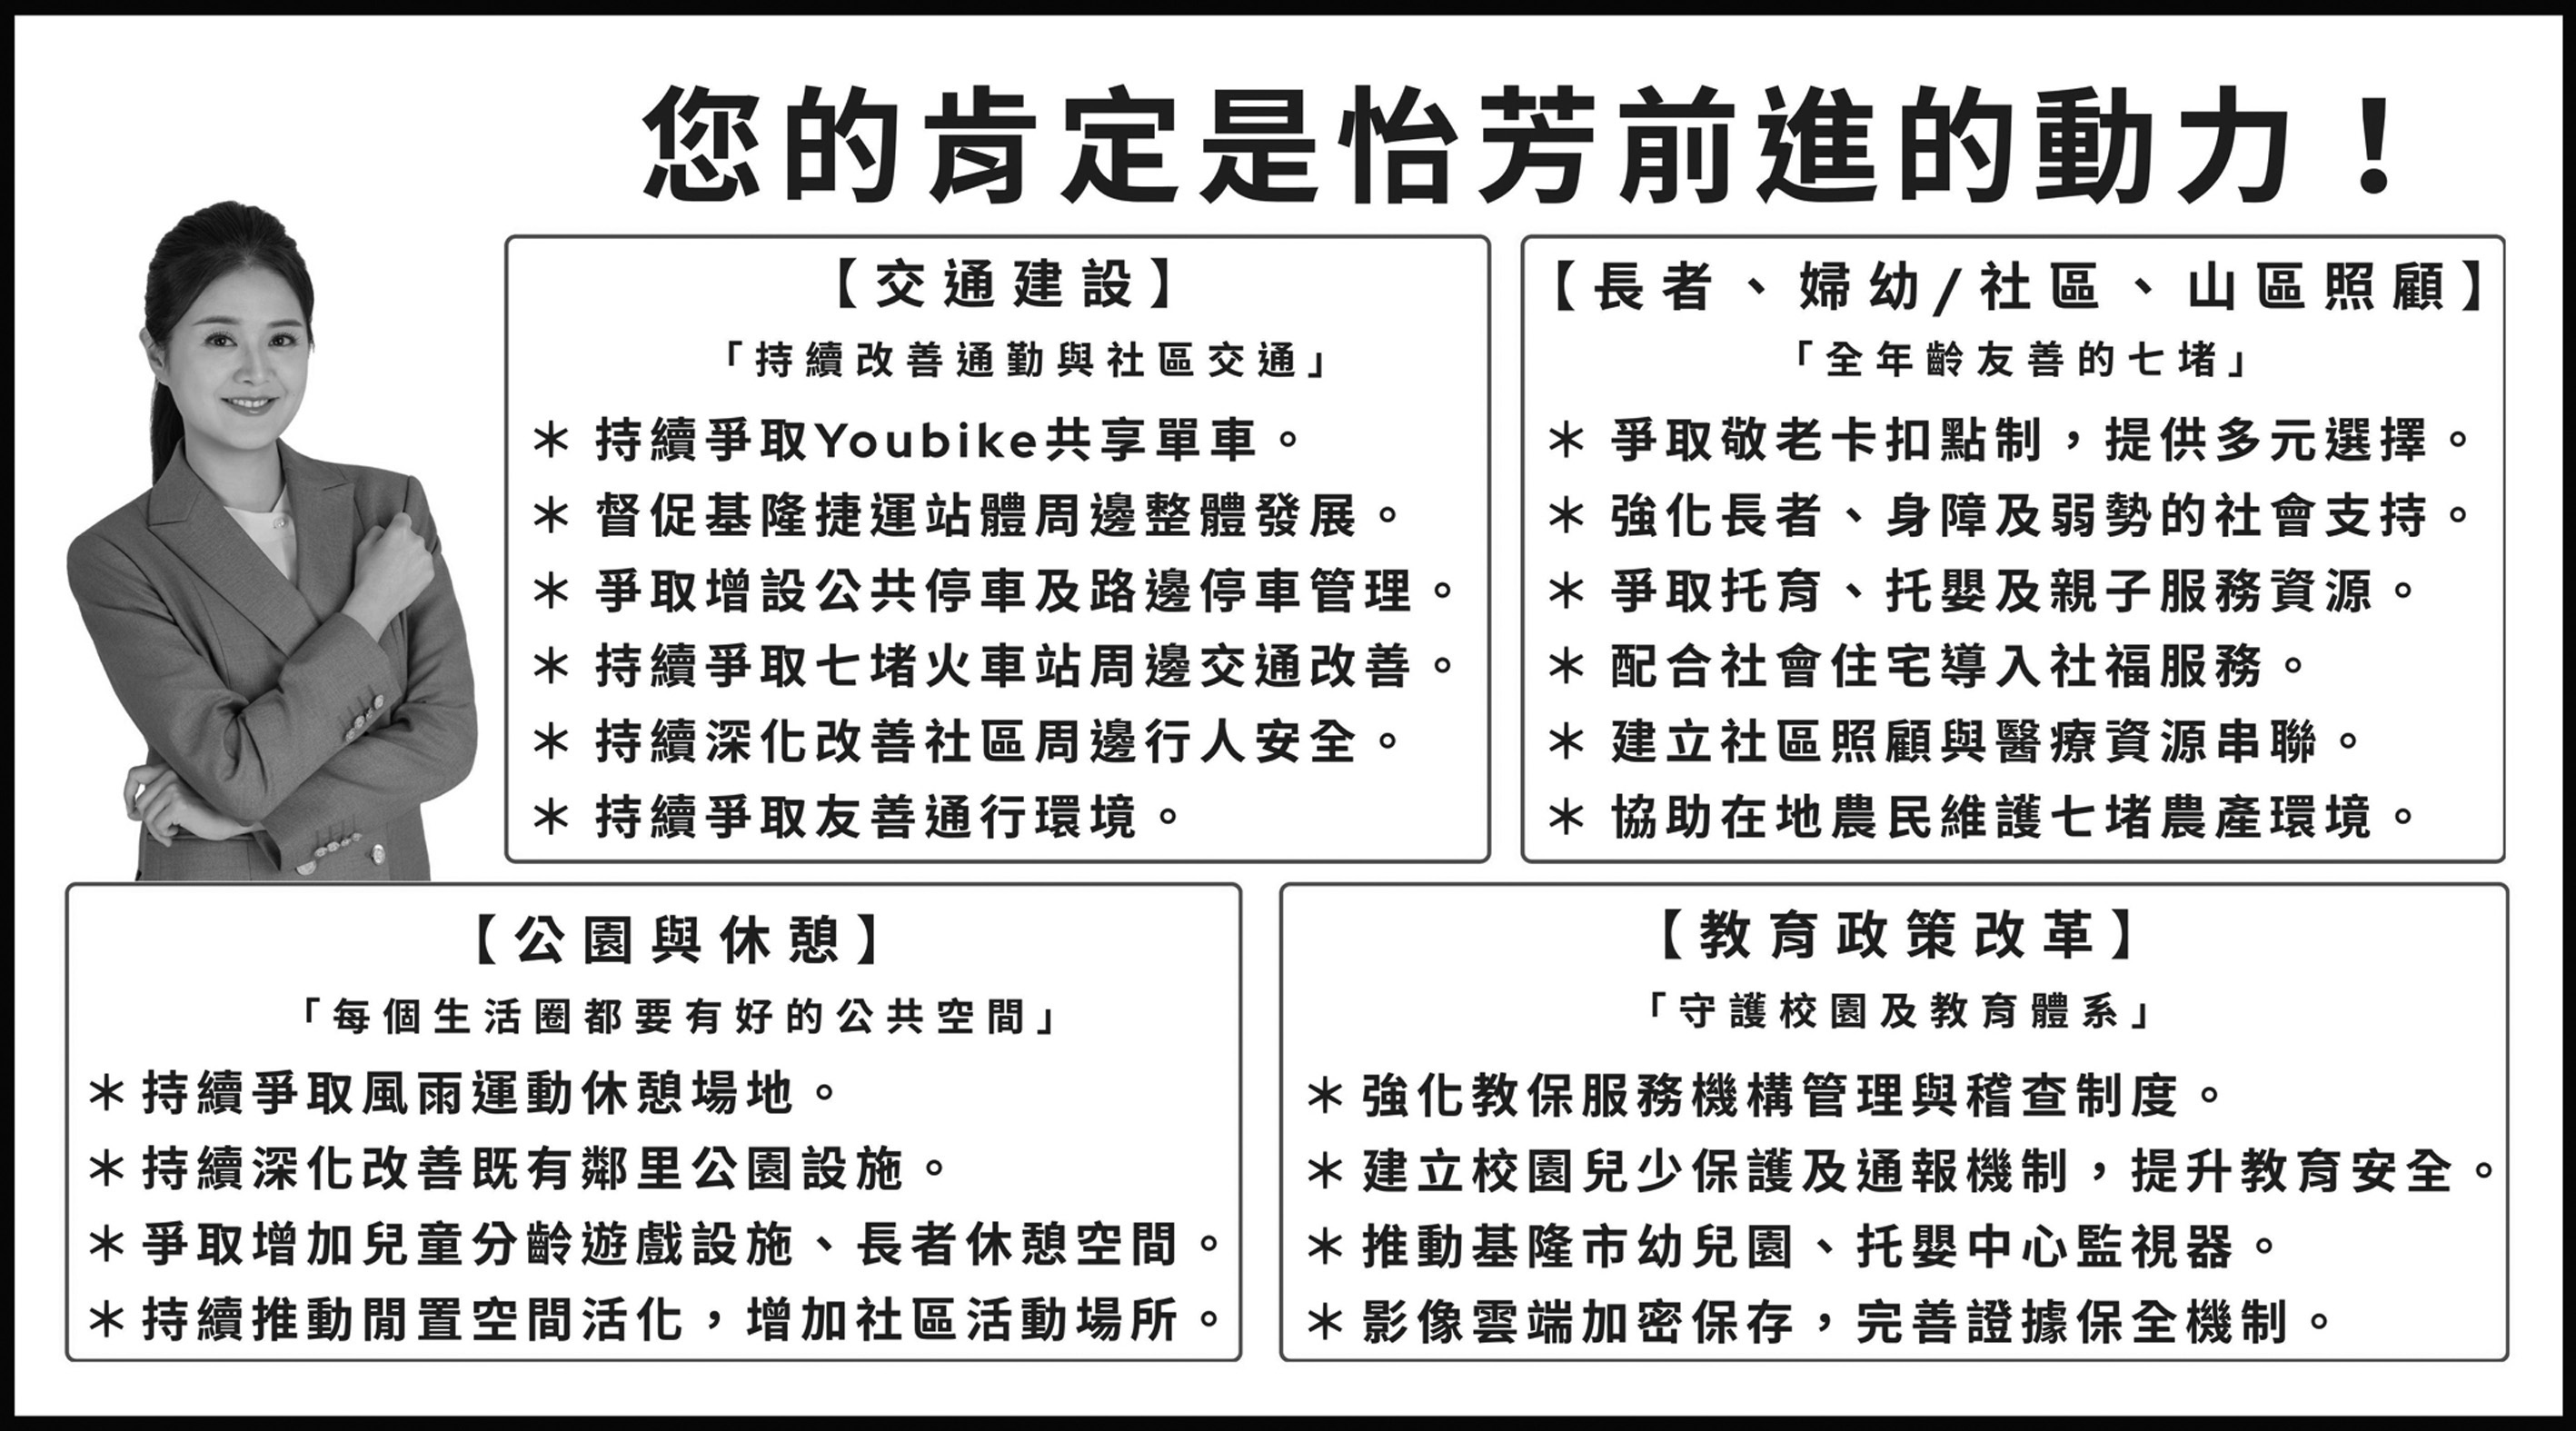 您的肯定是怡芳前進的動力！
【交通建設】
「持續改善通勤與社區交通」
＊ 持續爭取Youbike共享單車。
＊ 督促基隆捷運站體周邊整體發展。
＊ 爭取增設公共停車及路邊停車管理。
＊ 持續爭取七堵火車站周邊交通改善。
＊ 持續深化改善社區周邊行人安全。
＊ 持續爭取友善通行環境。
【長者、婦幼/社區、山區照顧】
「全年齡友善的七堵」
＊ 爭取敬老卡扣點制，提供多元選擇。
＊ 強化長者、身障及弱勢的社會支持。
＊ 爭取托育、托嬰及親子服務資源。
＊ 配合社會住宅導入社福服務。
＊ 建立社區照顧與醫療資源串聯。
＊ 協助在地農民維護七堵農產環境。
【公園與休憩】
「每個生活圈都要有好的公共空間」
＊ 持續爭取風雨運動休憩場地。
＊ 持續深化改善既有鄰里公園設施。
＊ 爭取增加兒童分齡遊戲設施、長者休憩空間。
＊ 持續推動閒置空間活化，增加社區活動場所。
【教育政策改革】
「守護校園及教育體系」
＊ 強化教保服務機構管理與稽查制度。
＊ 建立校園兒少保護及通報機制，提升教育安全。
＊ 推動基隆市幼兒園、托嬰中心監視器。
＊ 影像雲端加密保存，完善證據保全機制。